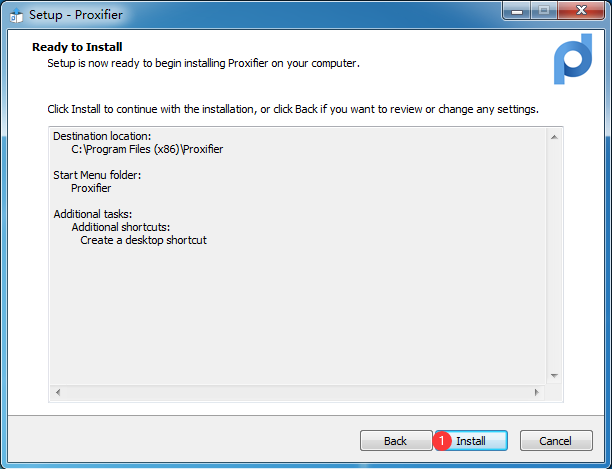 Setup - Proxifier
Ready to Install
Setup is now ready to begin installing Proxifier on your computer.
Click Install to continue with the installation, or click Back if you want to review or change any settings.
Destination location:
C:\Program Files (x86)\Proxifier
Start Menu folder:
Proxifier
Additional tasks:
Additional shortcuts:
Create a desktop shortcut
Back
1
Install
Cancel